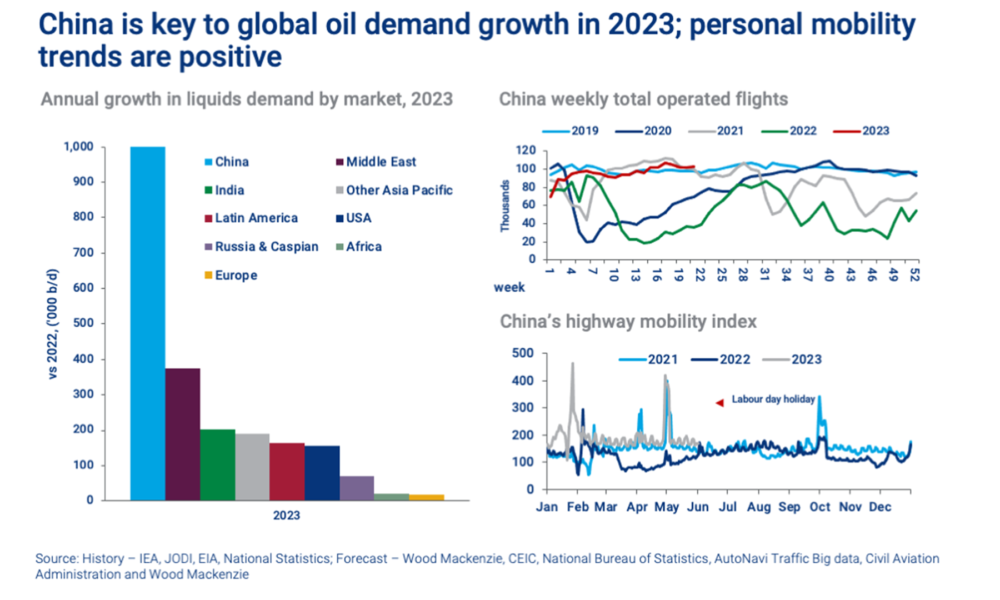 China is key to global oil demand growth in 2023; personal mobility
trends are positive
Annual growth in liquids demand by market, 2023
vs 2022, ('000 b/d)
1,000
900
800
700
600
500
400
300
200
100
0
China
Middle East
India
Other Asia Pacific
Latin America
USA
Russia & Caspian
Africa
Europe
2023
China weekly total operated flights
2019 2020 2021 2022 2023
Thousands
120
100
80
60
40
20
0
1 4 7 10 13 16 19 22 25 28 31 34 37 40 43 46 49 52
week
China's highway mobility index
2021 2022 2023
500
400
300
200
100
0
Labour day holiday
Jan Feb Mar Apr May Jun Jul Aug Sep Oct Nov Dec
Source: History – IEA, JODI, EIA, National Statistics; Forecast – Wood Mackenzie, CEIC, National Bureau of Statistics, AutoNavi Traffic Big data, Civil Aviation
Administration and Wood Mackenzie